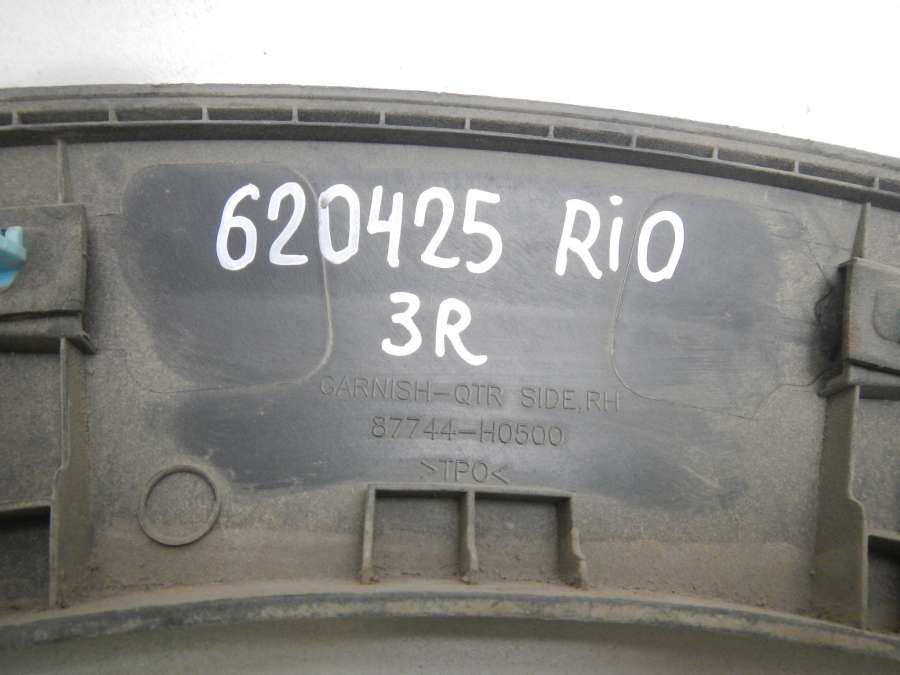 620425 RiO
3R
GARNISH-QTR SIDE,RH
87744-H0500
>TPO<